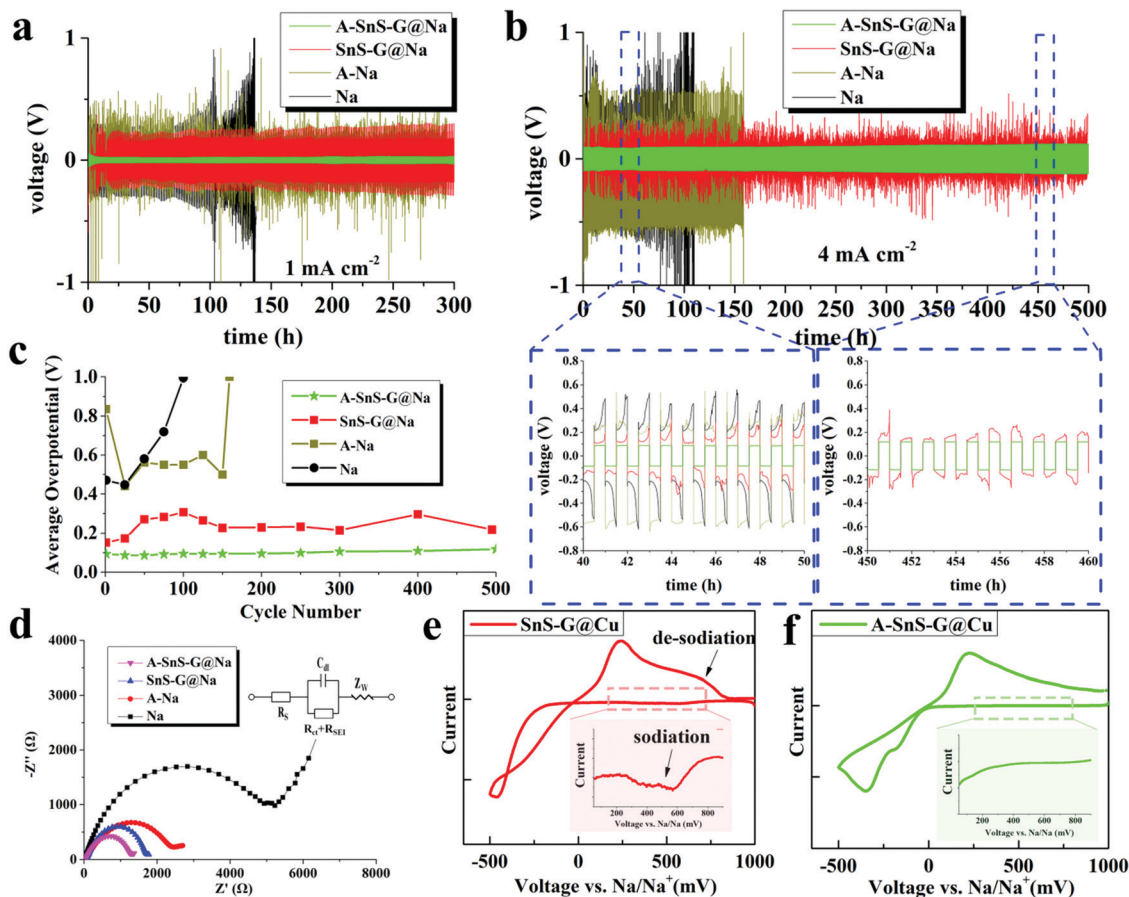 a
1
0
-1
voltage (V)
0 50 100 150 200 250 300
time (h)
A-SnS-G@Na
SnS-G@Na
A-Na
Na
1 mA cm-2
b
1
0
-1
voltage (V)
0 50 100 150 200 250 300 350 400 450 500
time (h)
A-SnS-G@Na
SnS-G@Na
A-Na
Na
4 mA cm-2
c
Average Overpotential (V)
1.0
0.8
0.6
0.4
0.2
0.0
0 100 200 300 400 500
Cycle Number
A-SnS-G@Na
SnS-G@Na
A-Na
Na
voltage (V)
0.8
0.6
0.4
0.2
0.0
-0.2
-0.4
-0.6
-0.8
40 42 44 46 48 50
time (h)
voltage (V)
0.8
0.6
0.4
0.2
0.0
-0.2
-0.4
-0.6
-0.8
450 452 454 456 458 460
time (h)
d
-Z'' (Ω)
4000
3000
2000
1000
0
0 2000 4000 6000 8000
Z' (Ω)
A-SnS-G@Na
SnS-G@Na
A-Na
Na
Cdl
RS
ZW
Rct+RSEI
e
SnS-G@Cu
de-sodiation
Current
sodiation
Current
0 200 400 600 800
Voltage vs. Na/Na (mV)
-500 0 500 1000
Voltage vs. Na/Na+(mV)
f
A-SnS-G@Cu
Current
Current
200 400 600 800
Voltage vs. Na/Na (mV)
-500 0 500 1000
Voltage vs. Na/Na+(mV)